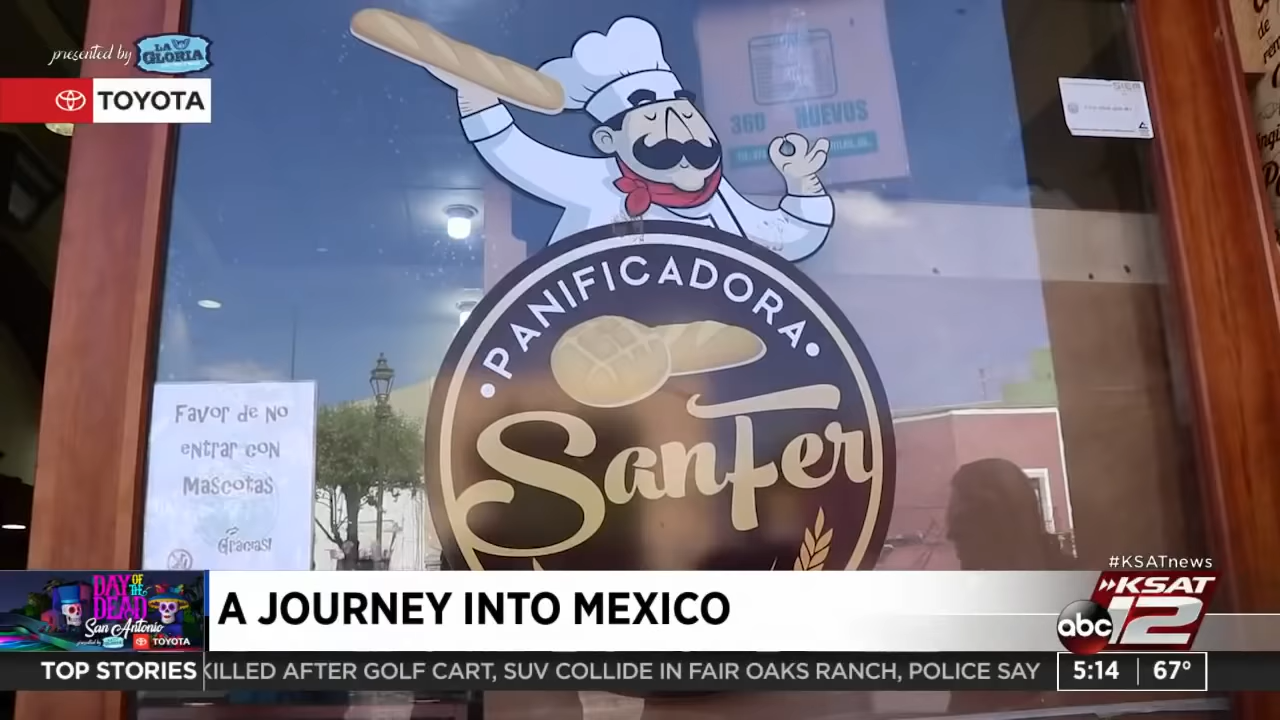 presented by
LA
GLORIA
TOYOTA
360 HUEVOS
PANIFICADORA
Sanfer
Favor de No
entrar con
Mascotas
Gracias!
#KSATnews
KSAT
12
abc
DAY
OF THE
DEAD
San Antonio
TOYOTA
A JOURNEY INTO MEXICO
TOP STORIES
KILLED AFTER GOLF CART, SUV COLLIDE IN FAIR OAKS RANCH, POLICE SAY
5:14
67°